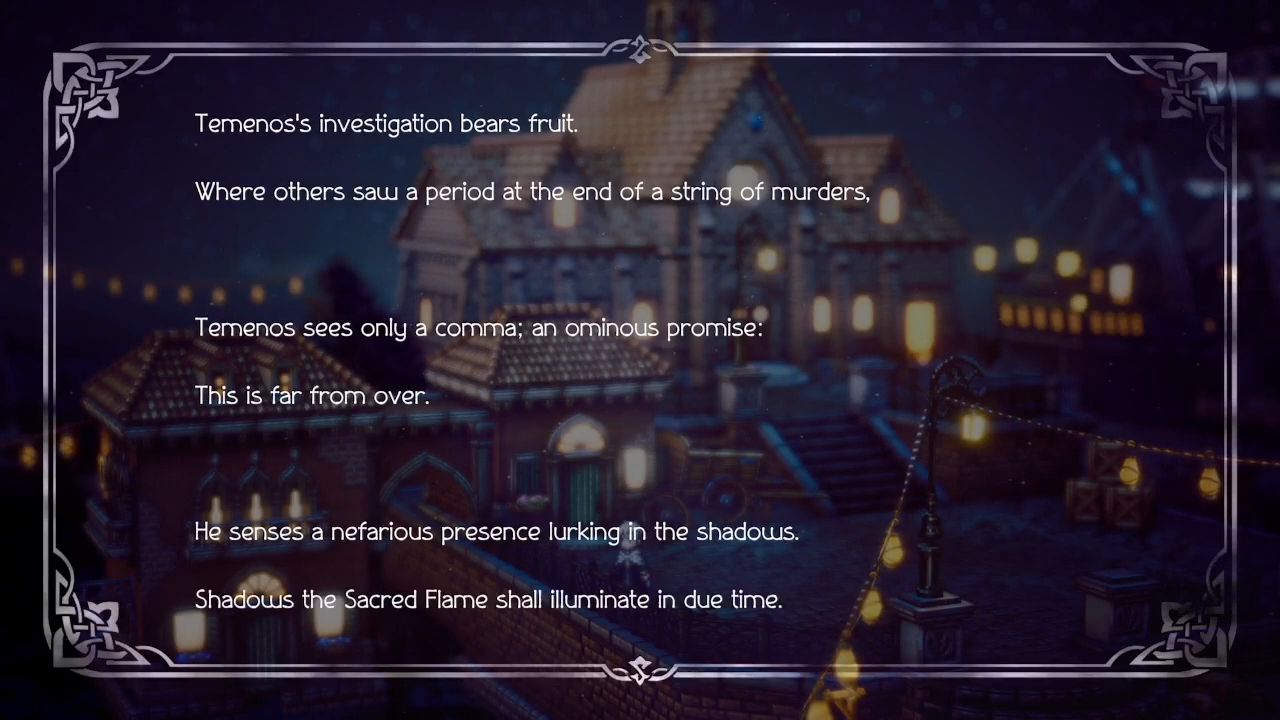 Temenos's investigation bears fruit.
Where others saw a period at the end of a string of murders,
Temenos sees only a comma; an ominous promise:
This is far from over.
He senses a nefarious presence lurking in the shadows.
Shadows the Sacred Flame shall illuminate in due time.